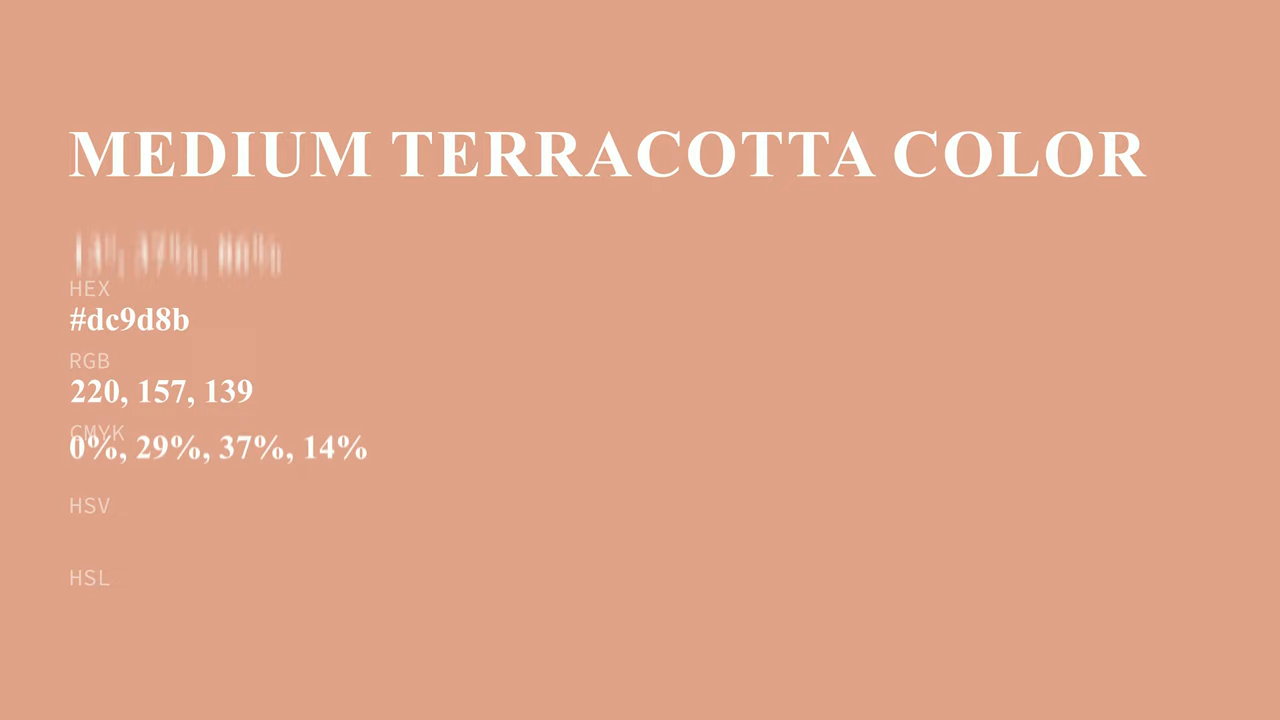 MEDIUM TERRACOTTA COLOR
HEX
#dc9d8b
RGB
220, 157, 139
CMYK
0%, 29%, 37%, 14%
HSV
HSL